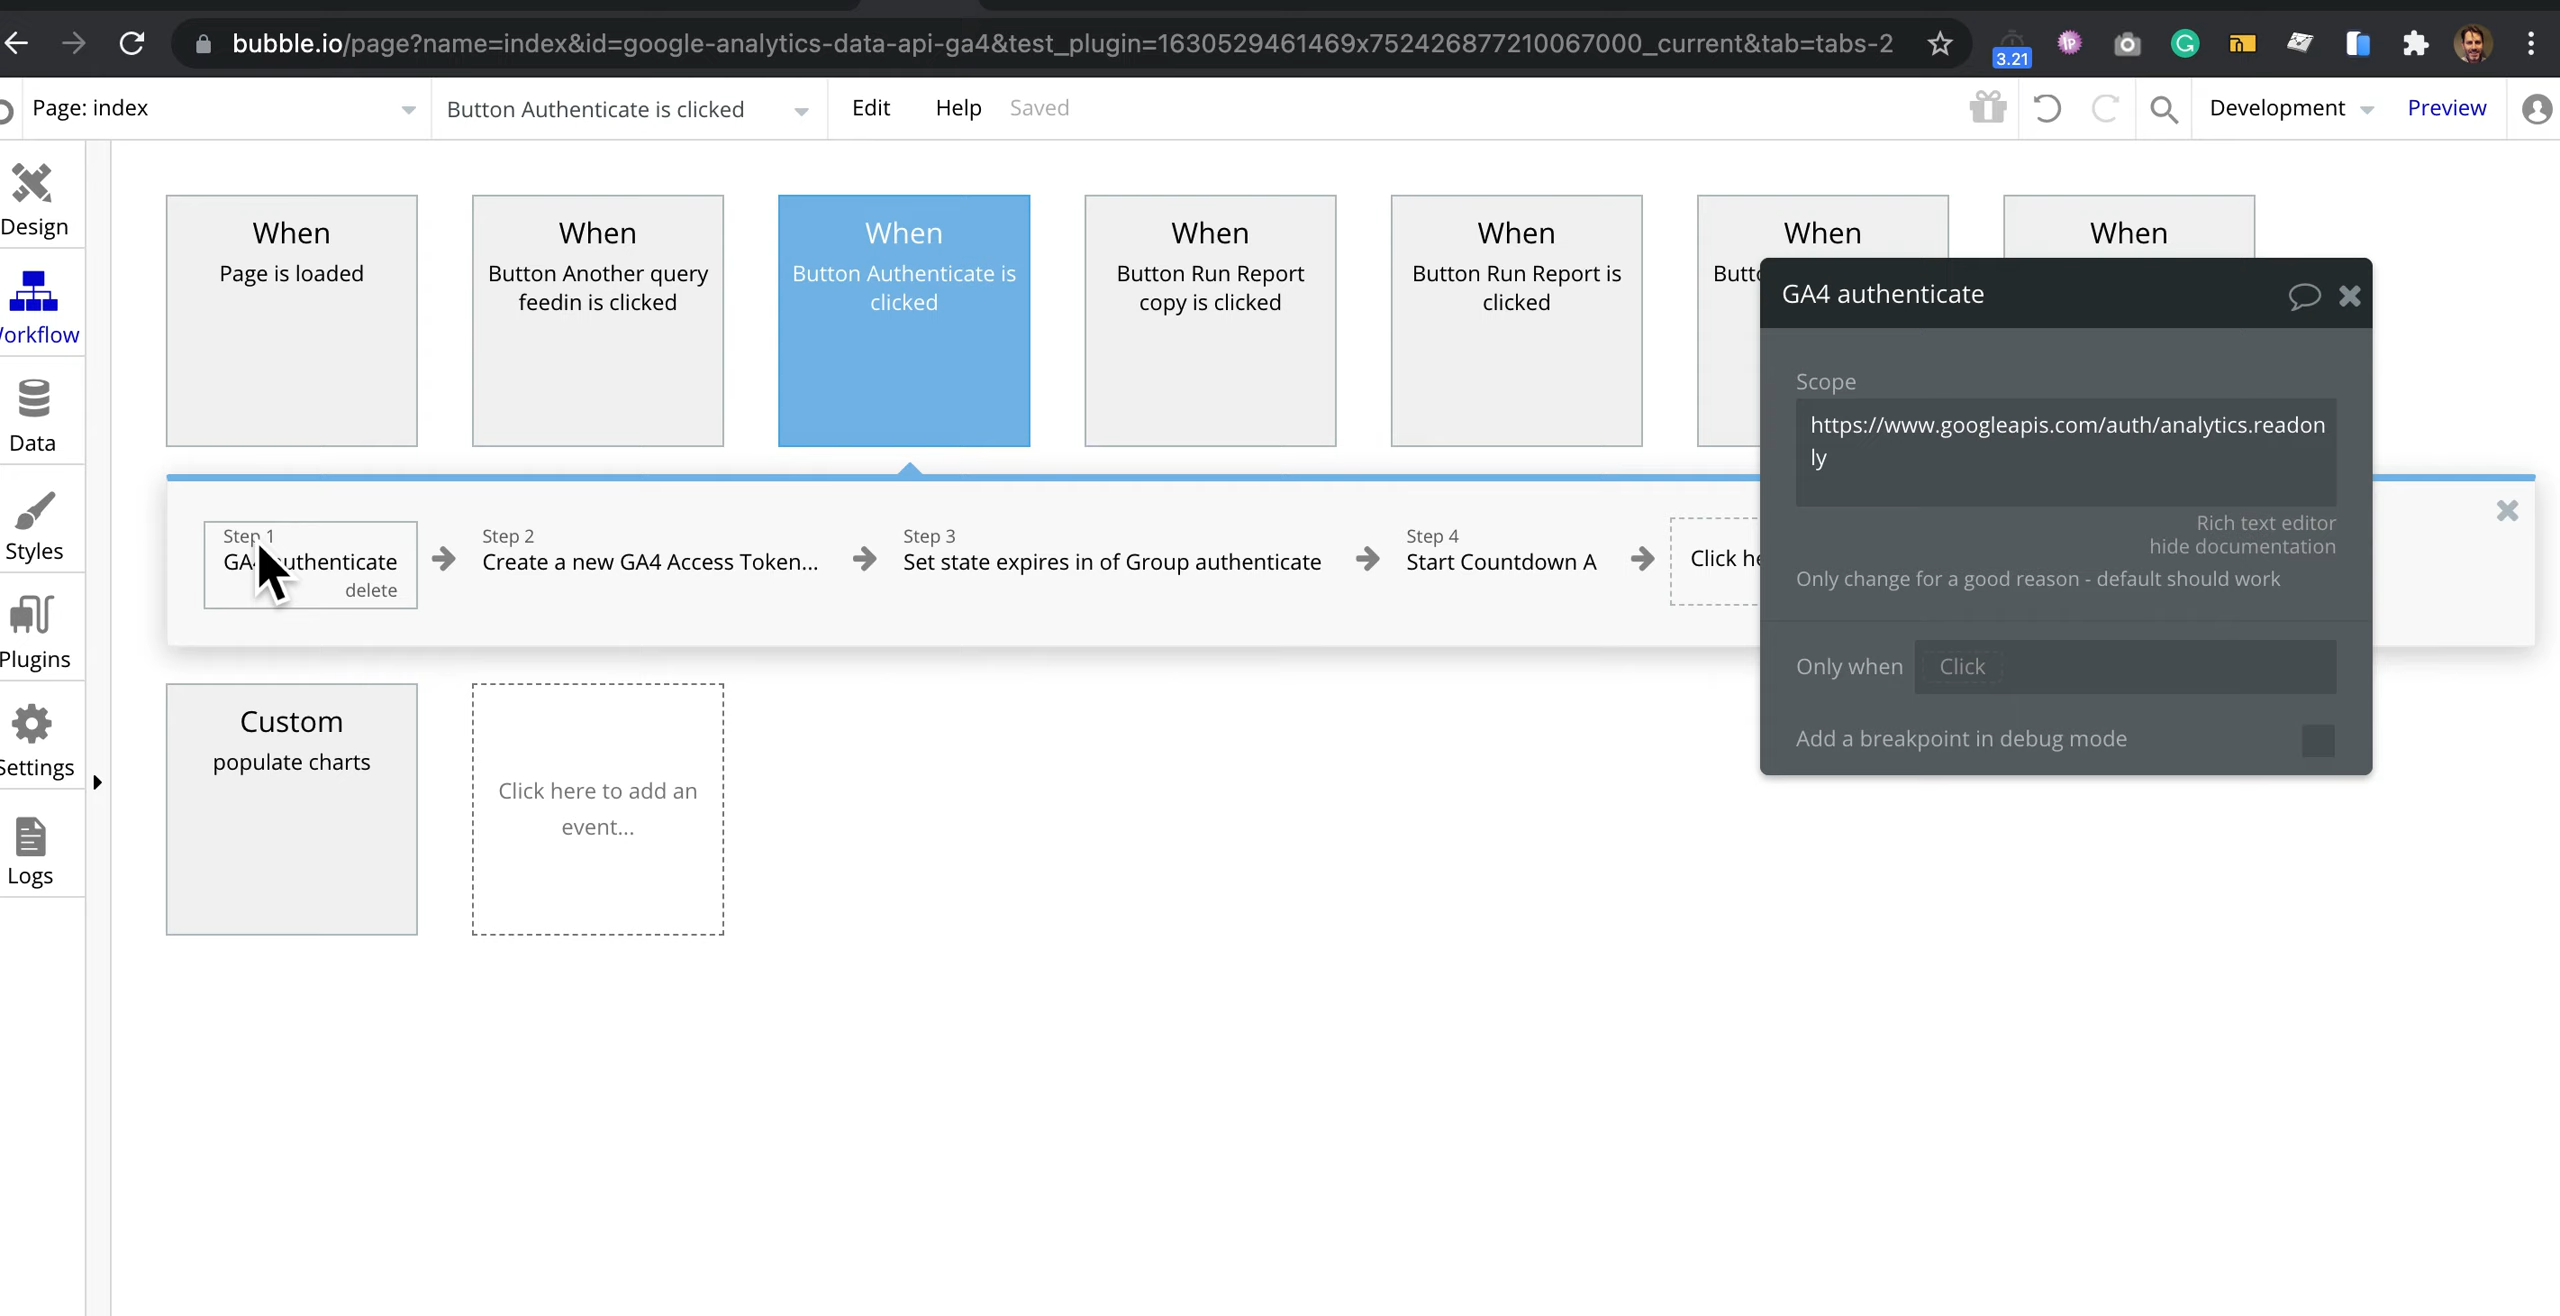 bubble.io/page?name=index&id=google-analytics-data-api-ga4&test_plugin=1630529461469x752426877210067000_current&tab=tabs-2
3.21
Page: index
Button Authenticate is clicked
Edit
Help
Saved
Development
Preview
Design
Workflow
Data
Styles
Plugins
Settings
Logs
When
Page is loaded
When
Button Another query
feedin is clicked
When
Button Authenticate is
clicked
When
Button Run Report
copy is clicked
When
Button Run Report is
clicked
When
When
GA4 authenticate
Scope
https://www.googleapis.com/auth/analytics.readon
ly
Rich text editor
hide documentation
Only change for a good reason - default should work
Only when
Click
Add a breakpoint in debug mode
Step 1
GA4 authenticate
delete
Step 2
Create a new GA4 Access Token...
Step 3
Set state expires in of Group authenticate
Step 4
Start Countdown A
Click
Custom
populate charts
Click here to add an
event...